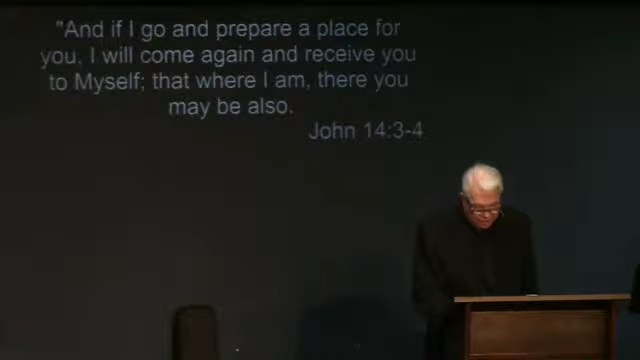 "And if I go and prepare a place for
you, I will come again and receive you
to Myself; that where I am, there you
may be also.
John 14:3-4